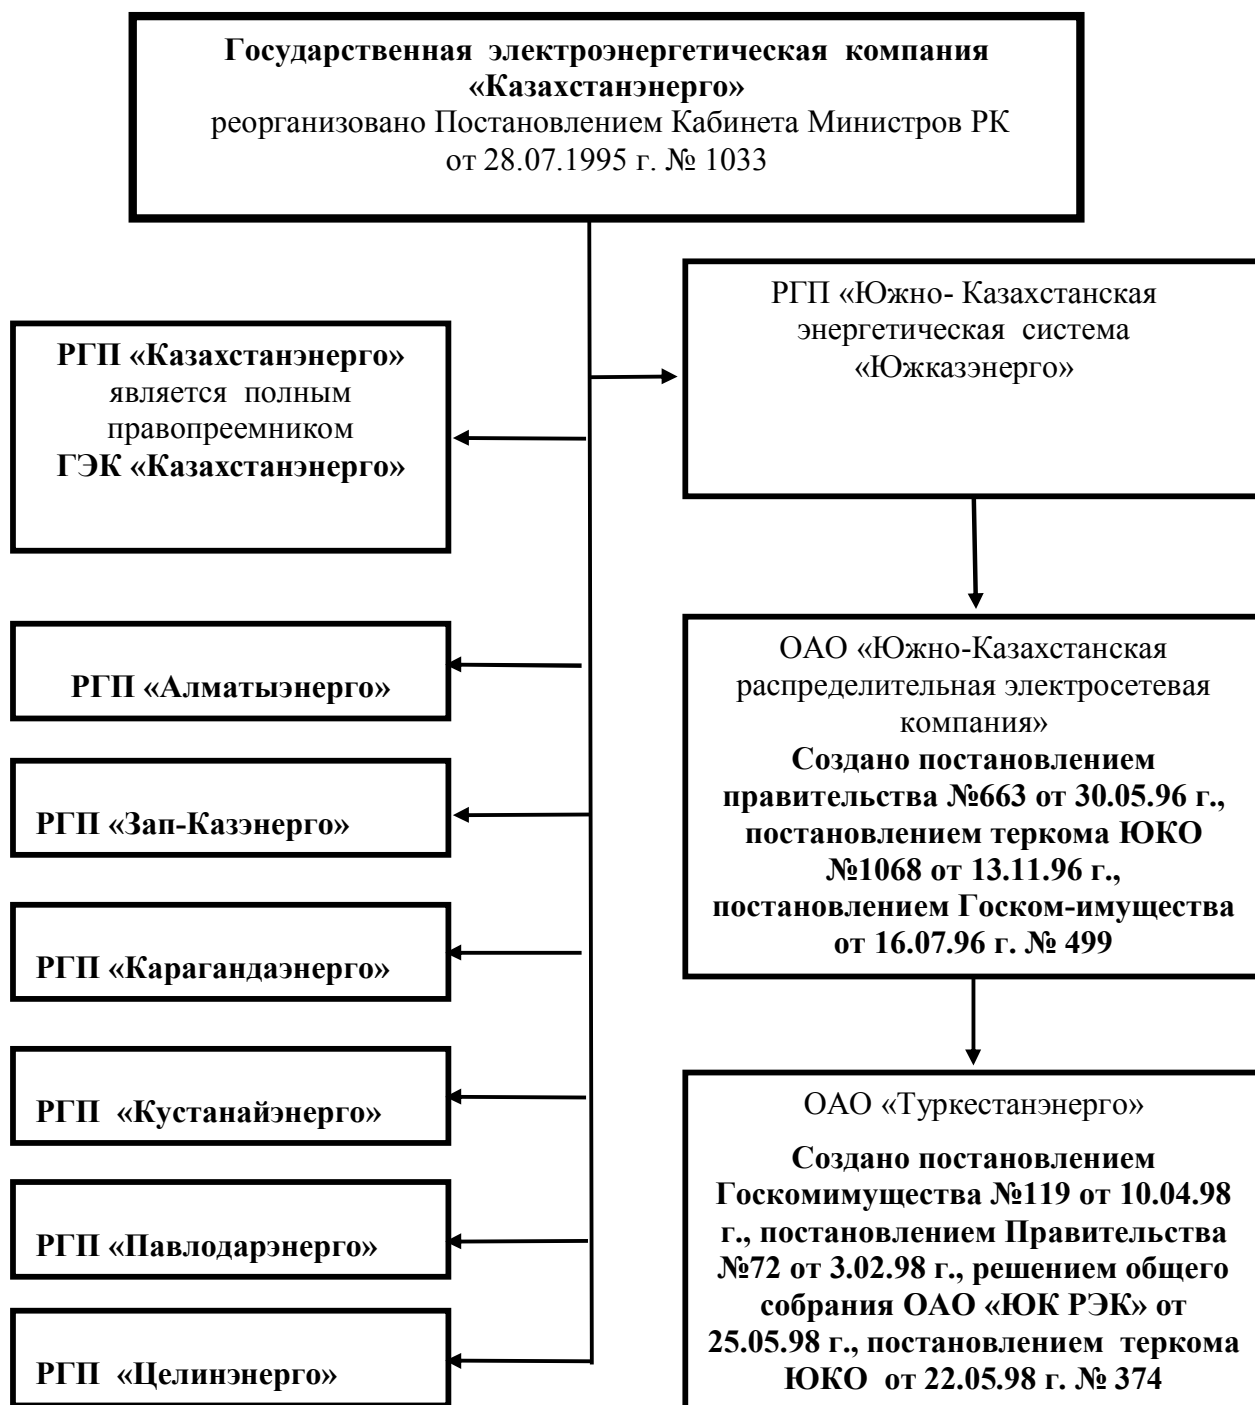 Государственная электроэнергетическая компания
«Казахстанэнерго»
реорганизовано Постановлением Кабинета Министров РК
от 28.07.1995 г. № 1033
РГП «Южно- Казахстанская
энергетическая система
«Южказэнерго»
РГП «Казахстанэнерго»
является полным
правопреемником
ГЭК «Казахстанэнерго»
РГП «Алматыэнерго»
РГП «Зап-Казэнерго»
РГП «Карагандаэнерго»
РГП «Кустанайэнерго»
РГП «Павлодарэнерго»
РГП «Целинэнерго»
ОАО «Южно-Казахстанская
распределительная электросетевая
компания»
Создано постановлением
правительства №663 от 30.05.96 г.,
постановлением теркома ЮКО
№1068 от 13.11.96 г.,
постановлением Госком-имущества
от 16.07.96 г. № 499
ОАО «Туркестанэнерго»
Создано постановлением
Госкомимущества №119 от 10.04.98
г., постановлением Правительства
№72 от 3.02.98 г., решением общего
собрания ОАО «ЮК РЭК» от
25.05.98 г., постановлением теркома
ЮКО от 22.05.98 г. № 374